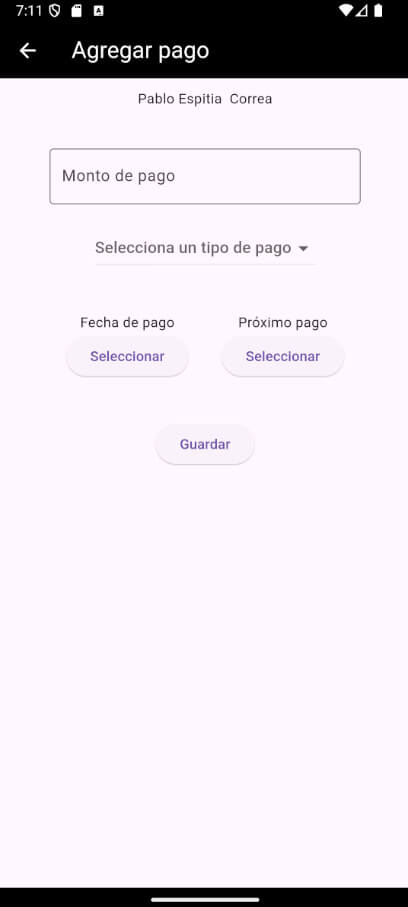 7:11
Agregar pago
Pablo Espitia  Correa
Monto de pago
Selecciona un tipo de pago
Fecha de pago
Próximo pago
Seleccionar
Seleccionar
Guardar